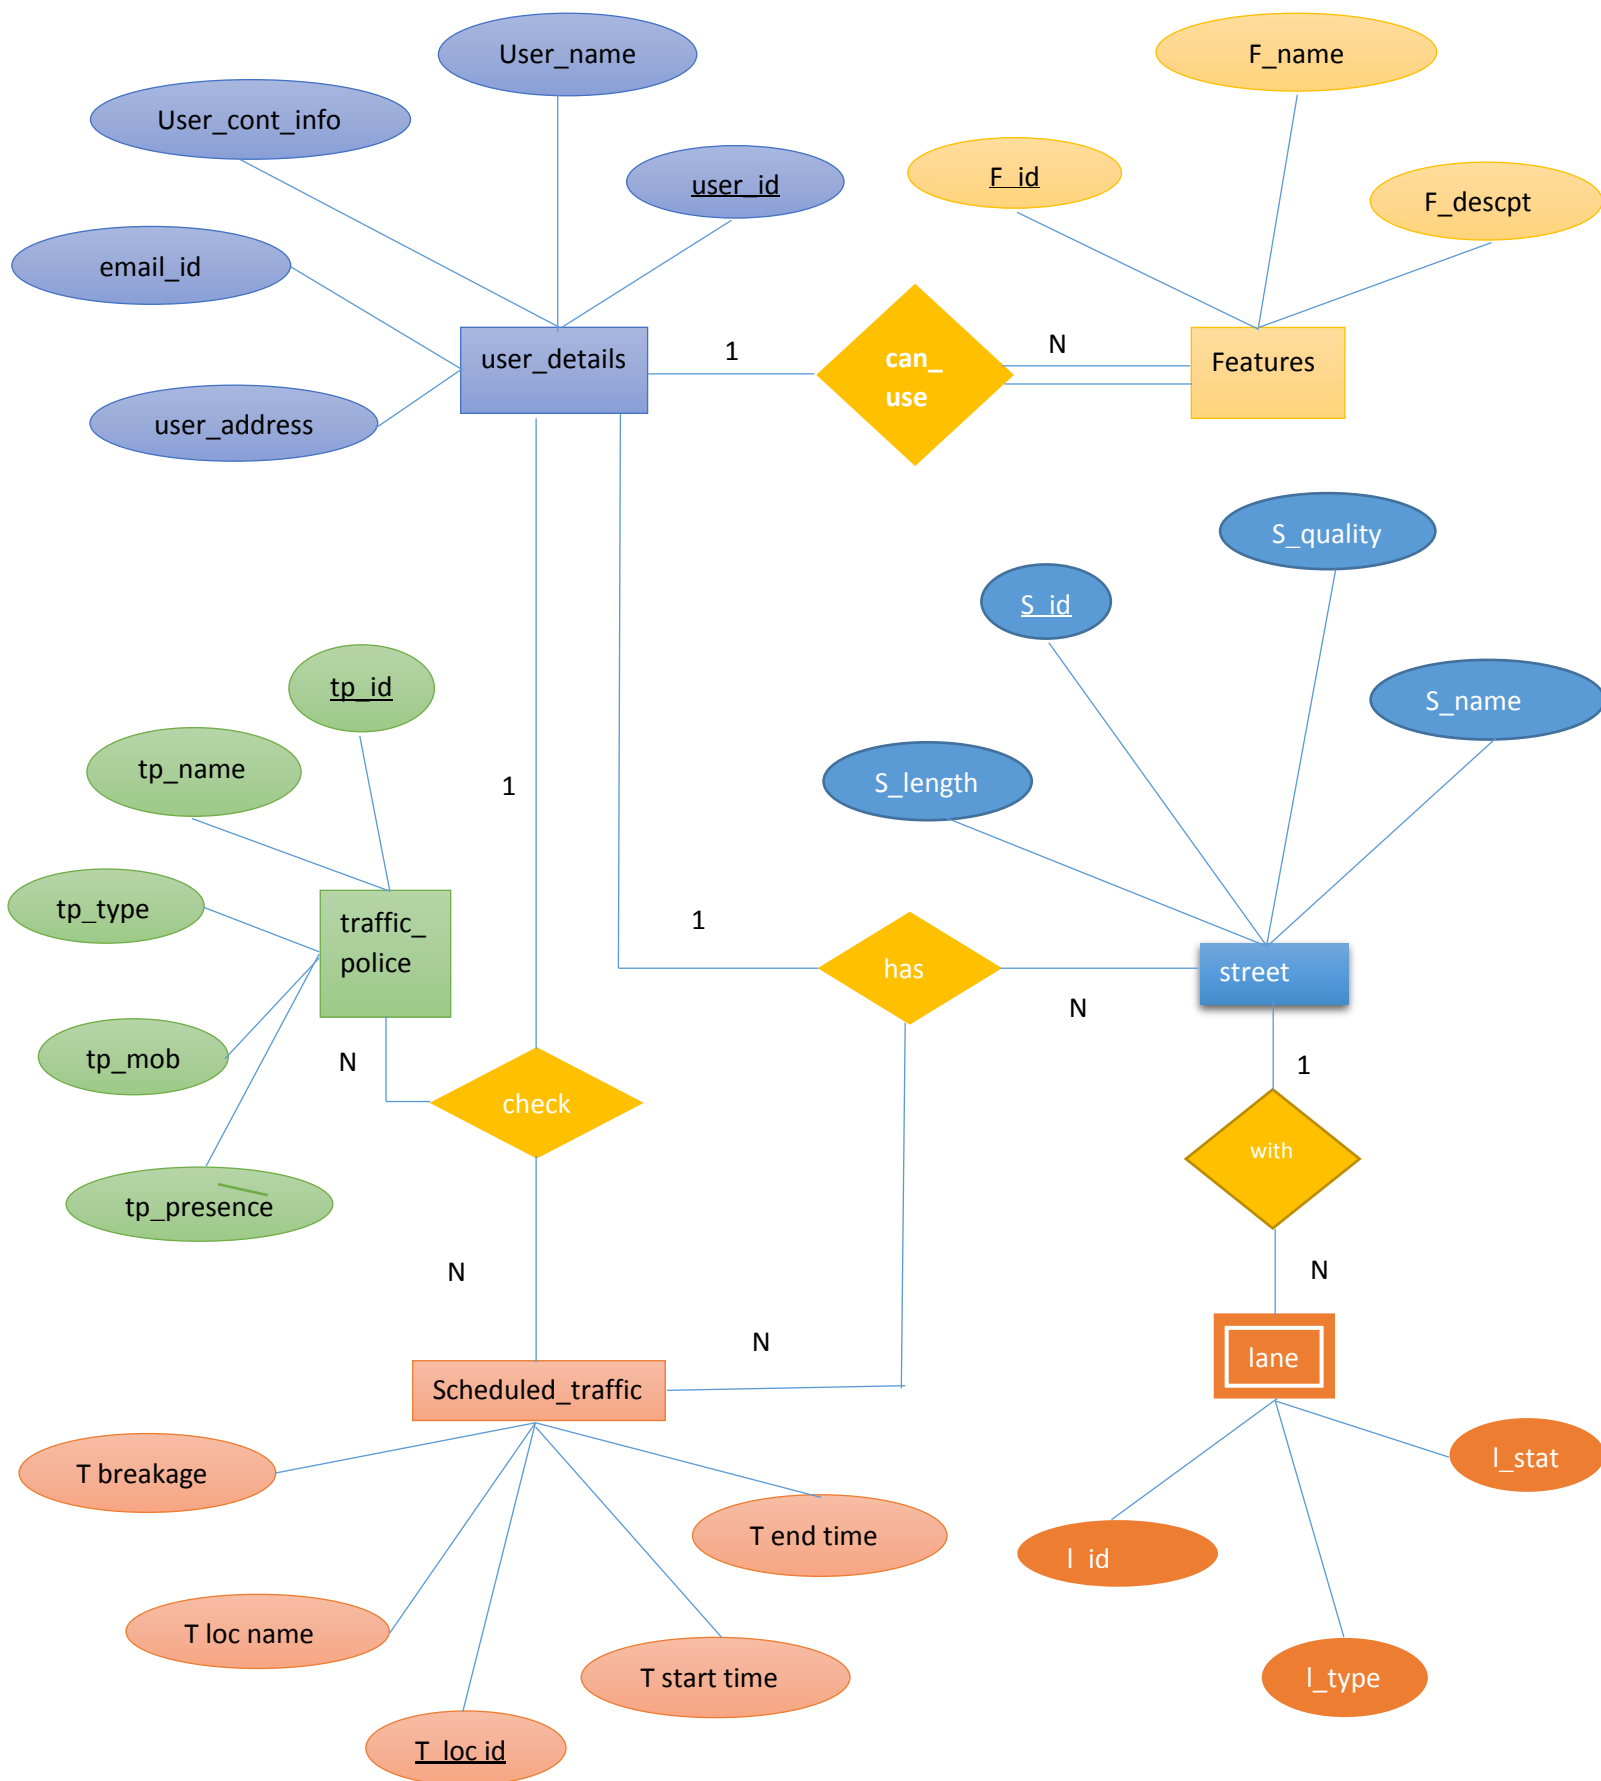 User_name
F_name
User_cont_info
user_id
F_id
F_descpt
email_id
user_details
1
can_
use
N
Features
user_address
S_quality
S_id
tp_id
S_name
tp_name
1
S_length
tp_type
traffic_
police
1
has
street
N
tp_mob
N
check
1
with
tp_presence
N
N
N
lane
Scheduled_traffic
T breakage
l_stat
T end time
l_id
T loc name
T start time
l_type
T_loc id